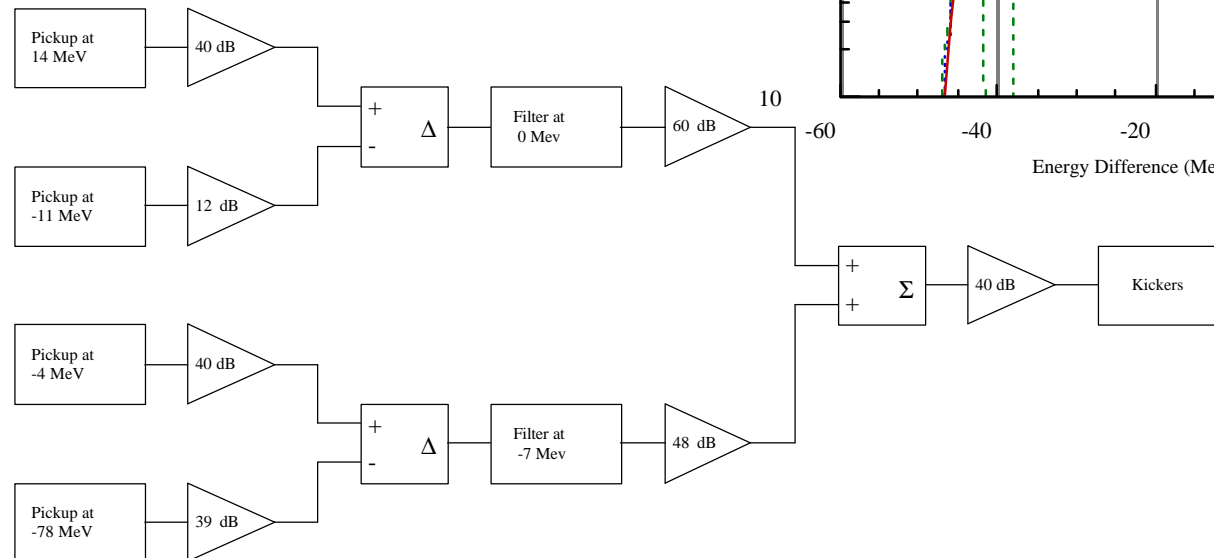 Pickup at
14 MeV
40 dB
+
-
Δ
Filter at
0 Mev
60 dB
10
-60
-40
-20
Energy Difference (Me
Pickup at
-11 MeV
12 dB
+
+
Σ
40 dB
Kickers
Pickup at
-4 MeV
40 dB
+
-
Δ
Filter at
-7 Mev
48 dB
Pickup at
-78 MeV
39 dB